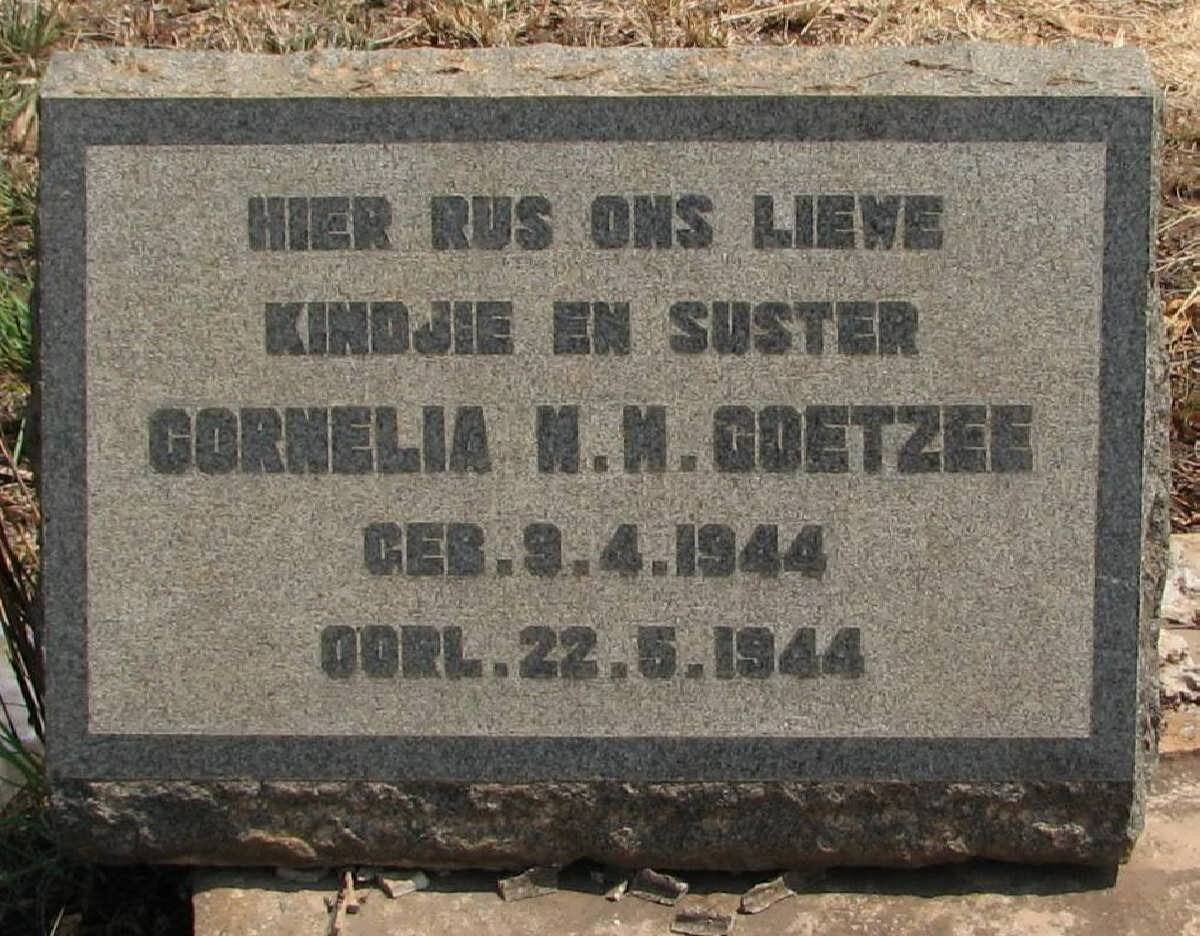 HIER RUS ONS LIEWE
KINDJIE EN SUSTER
CORNELIA M.M.COETZEE
GEB.9.4.1944
OORL.22.5.1944